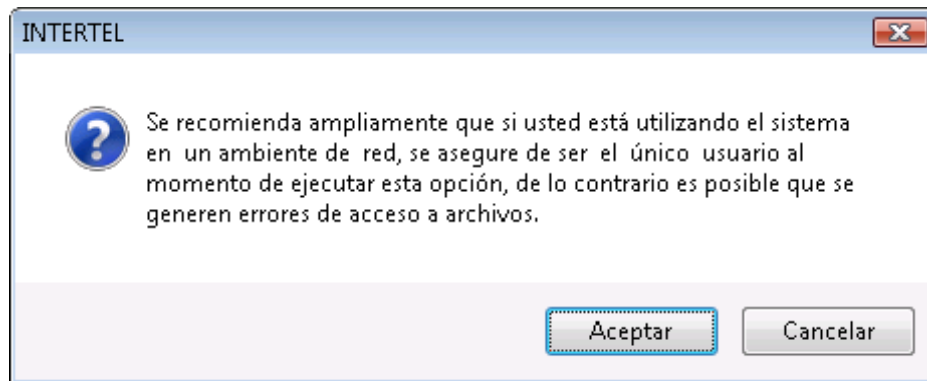 INTERTEL
Se recomienda ampliamente que si usted está utilizando el sistema
en un ambiente de red, se asegure de ser el único usuario al
momento de ejecutar esta opción, de lo contrario es posible que se
generen errores de acceso a archivos.
Aceptar Cancelar